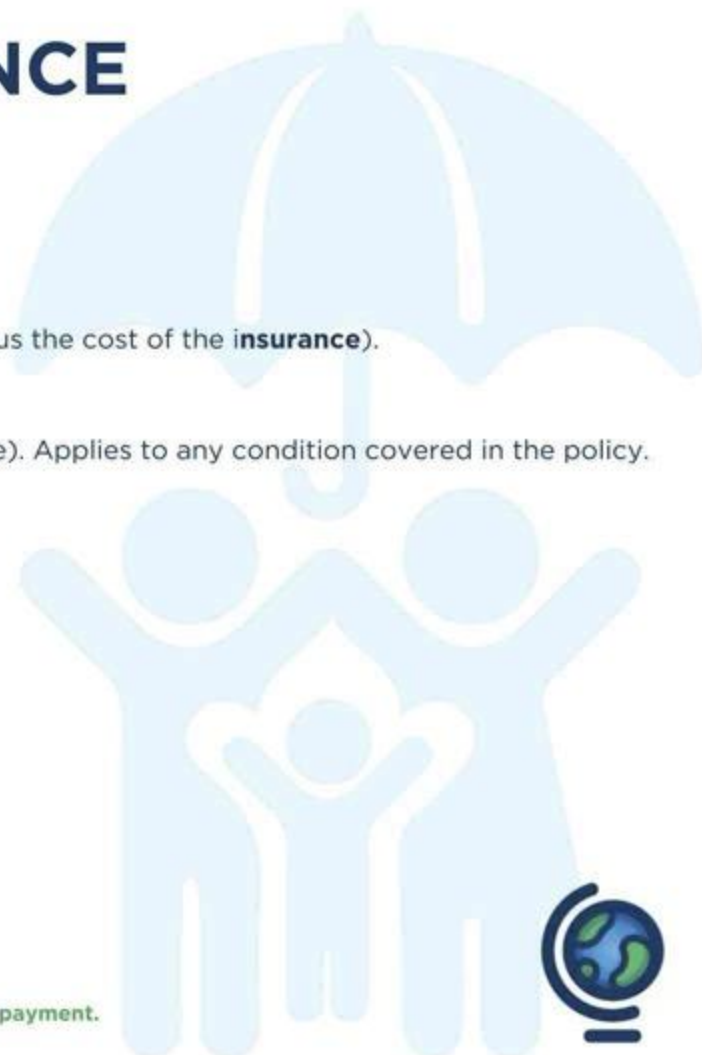 NCE
us the cost of the insurance).
e). Applies to any condition covered in the policy.
payment.